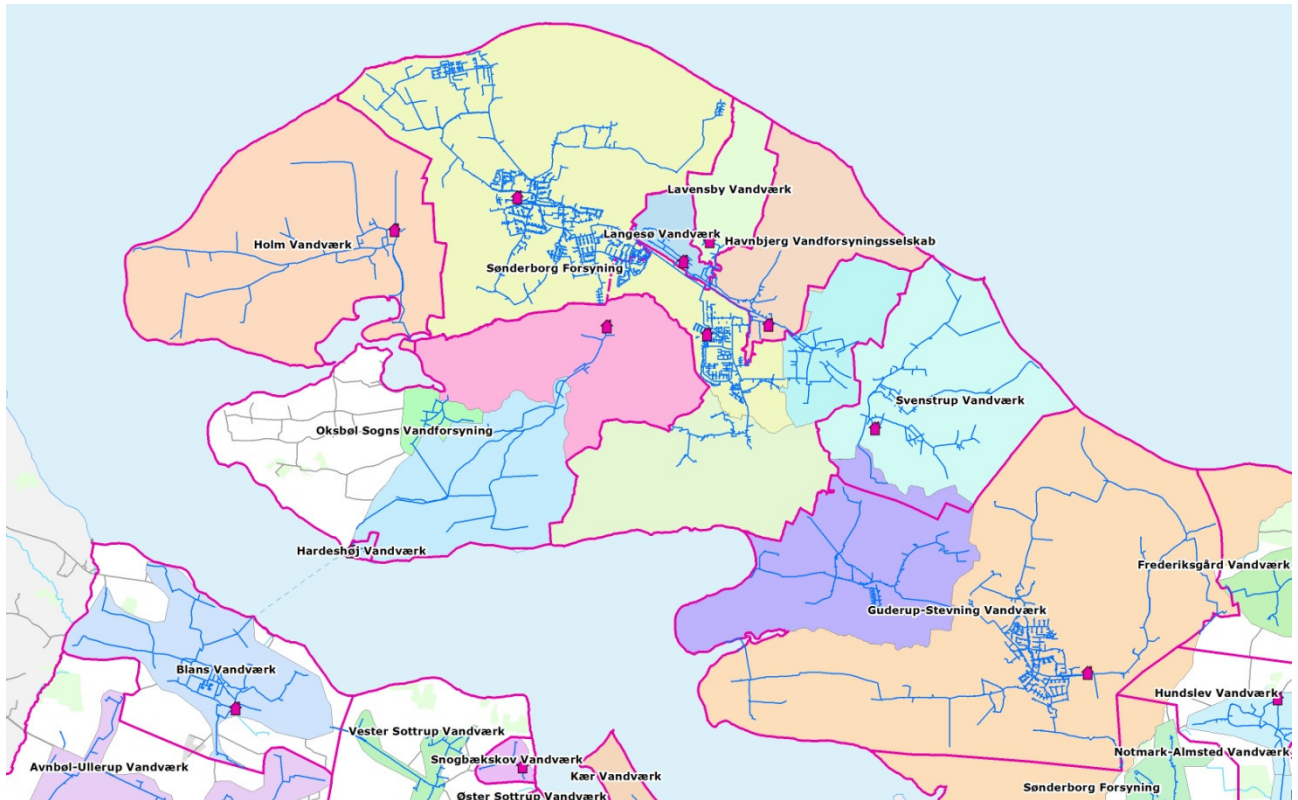 Lavensby Vandværk
Langesø Vandværk
Havnbjerg Vandforsyningsselskab
Holm Vandværk
Sønderborg Forsyning
Svenstrup Vandværk
Oksbøl Sogns Vandforsyning
Hardeshøj Vandværk
Frederiksgård Vandværk
Guderup-Stevning Vandværk
Blans Vandværk
Hundslev Vandværk
Vester Sottrup Vandværk
Notmark-Almsted Vandværk
Snogbækskov Vandværk
Avnbøl-Ullerup Vandværk
Kær Vandværk
Sønderborg Forsyning
Øster Sottrup Vandværk